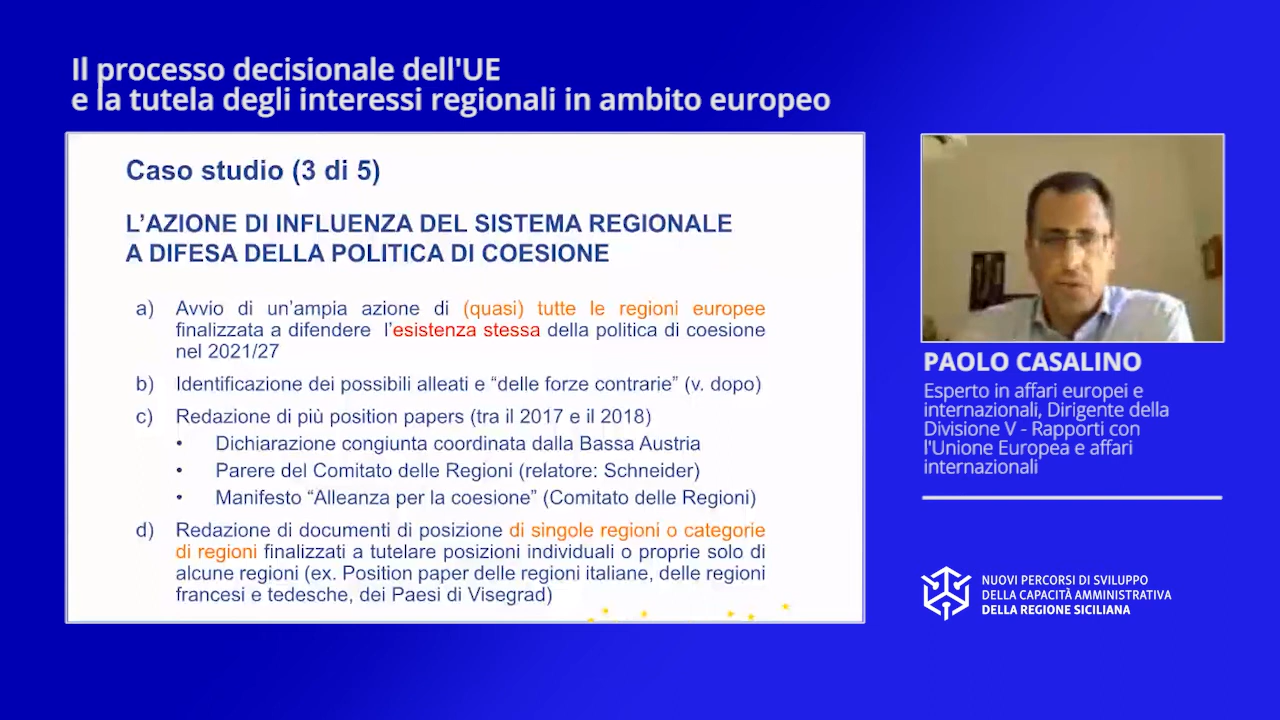 Il processo decisionale dell'UE
e la tutela degli interessi regionali in ambito europeo
Caso studio (3 di 5)
L'AZIONE DI INFLUENZA DEL SISTEMA REGIONALE
A DIFESA DELLA POLITICA DI COESIONE
a) Avvio di un'ampia azione di (quasi) tutte le regioni europee
finalizzata a difendere l'esistenza stessa della politica di coesione
nel 2021/27
b) Identificazione dei possibili alleati e “delle forze contrarie” (v. dopo)
c) Redazione di più position papers (tra il 2017 e il 2018)
• Dichiarazione congiunta coordinata dalla Bassa Austria
• Parere del Comitato delle Regioni (relatore: Schneider)
• Manifesto “Alleanza per la coesione” (Comitato delle Regioni)
d) Redazione di documenti di posizione di singole regioni o categorie
di regioni finalizzati a tutelare posizioni individuali o proprie solo di
alcune regioni (ex. Position paper delle regioni italiane, delle regioni
francesi e tedesche, dei Paesi di Visegrad)
PAOLO CASALINO
Esperto in affari europei e
internazionali, Dirigente della
Divisione V - Rapporti con
l'Unione Europea e affari
internazionali
NUOVI PERCORSI DI SVILUPPO
DELLA CAPACITÀ AMMINISTRATIVA
DELLA REGIONE SICILIANA